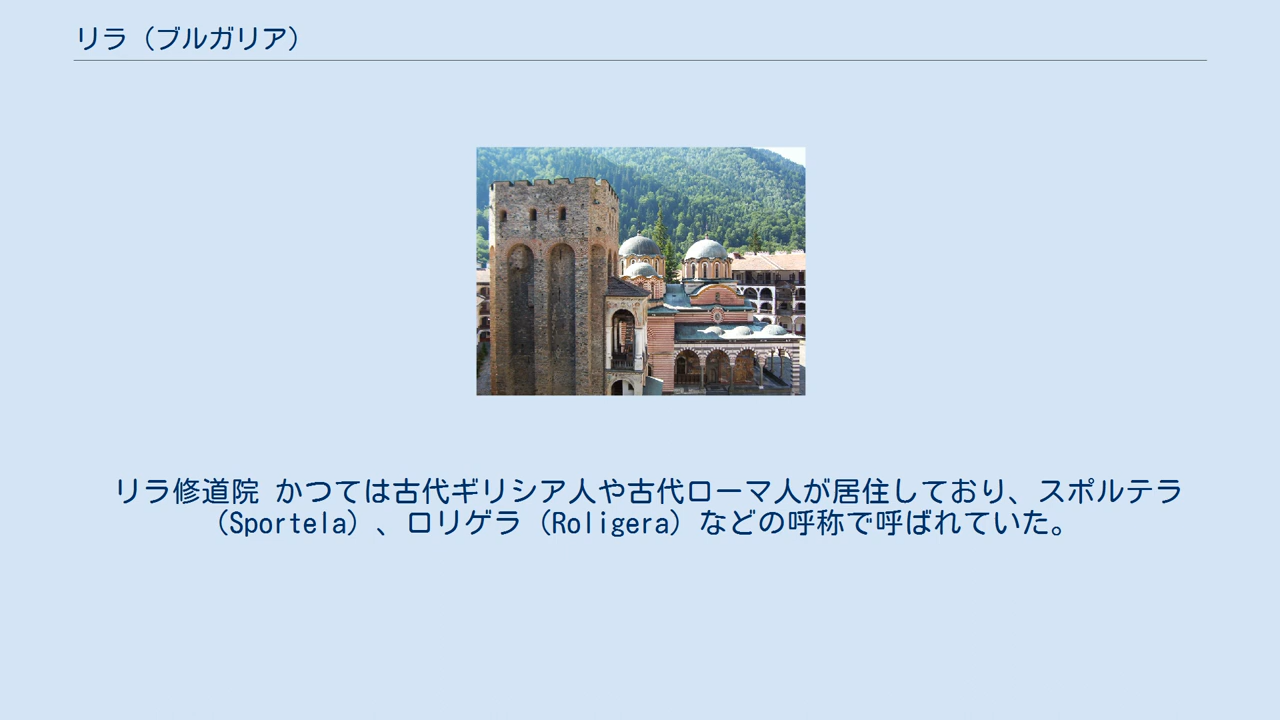 リラ（ブルガリア）
リラ修道院 かつては古代ギリシア人や古代ローマ人が居住しており、スポルテラ
（Sportela）、ロリゲラ（Roligera）などの呼称で呼ばれていた。